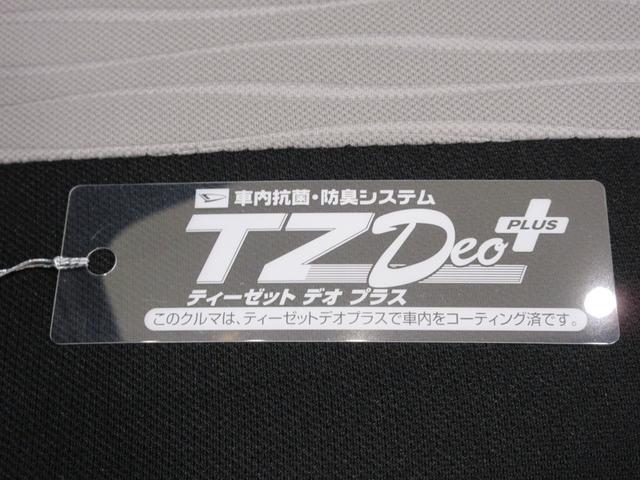 車内抗菌・防臭システム
TZ Deo PLUS
ティーゼット デオ プラス
このクルマは、ティーゼットデオプラスで車内をコーティング済です。